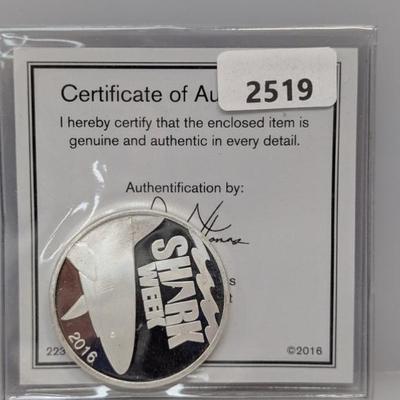 Certificate of Au
2519
I hereby certify that the enclosed item is
genuine and authentic in every detail.
Authentification by:
SHARK
WEEK
2016
223
©2016